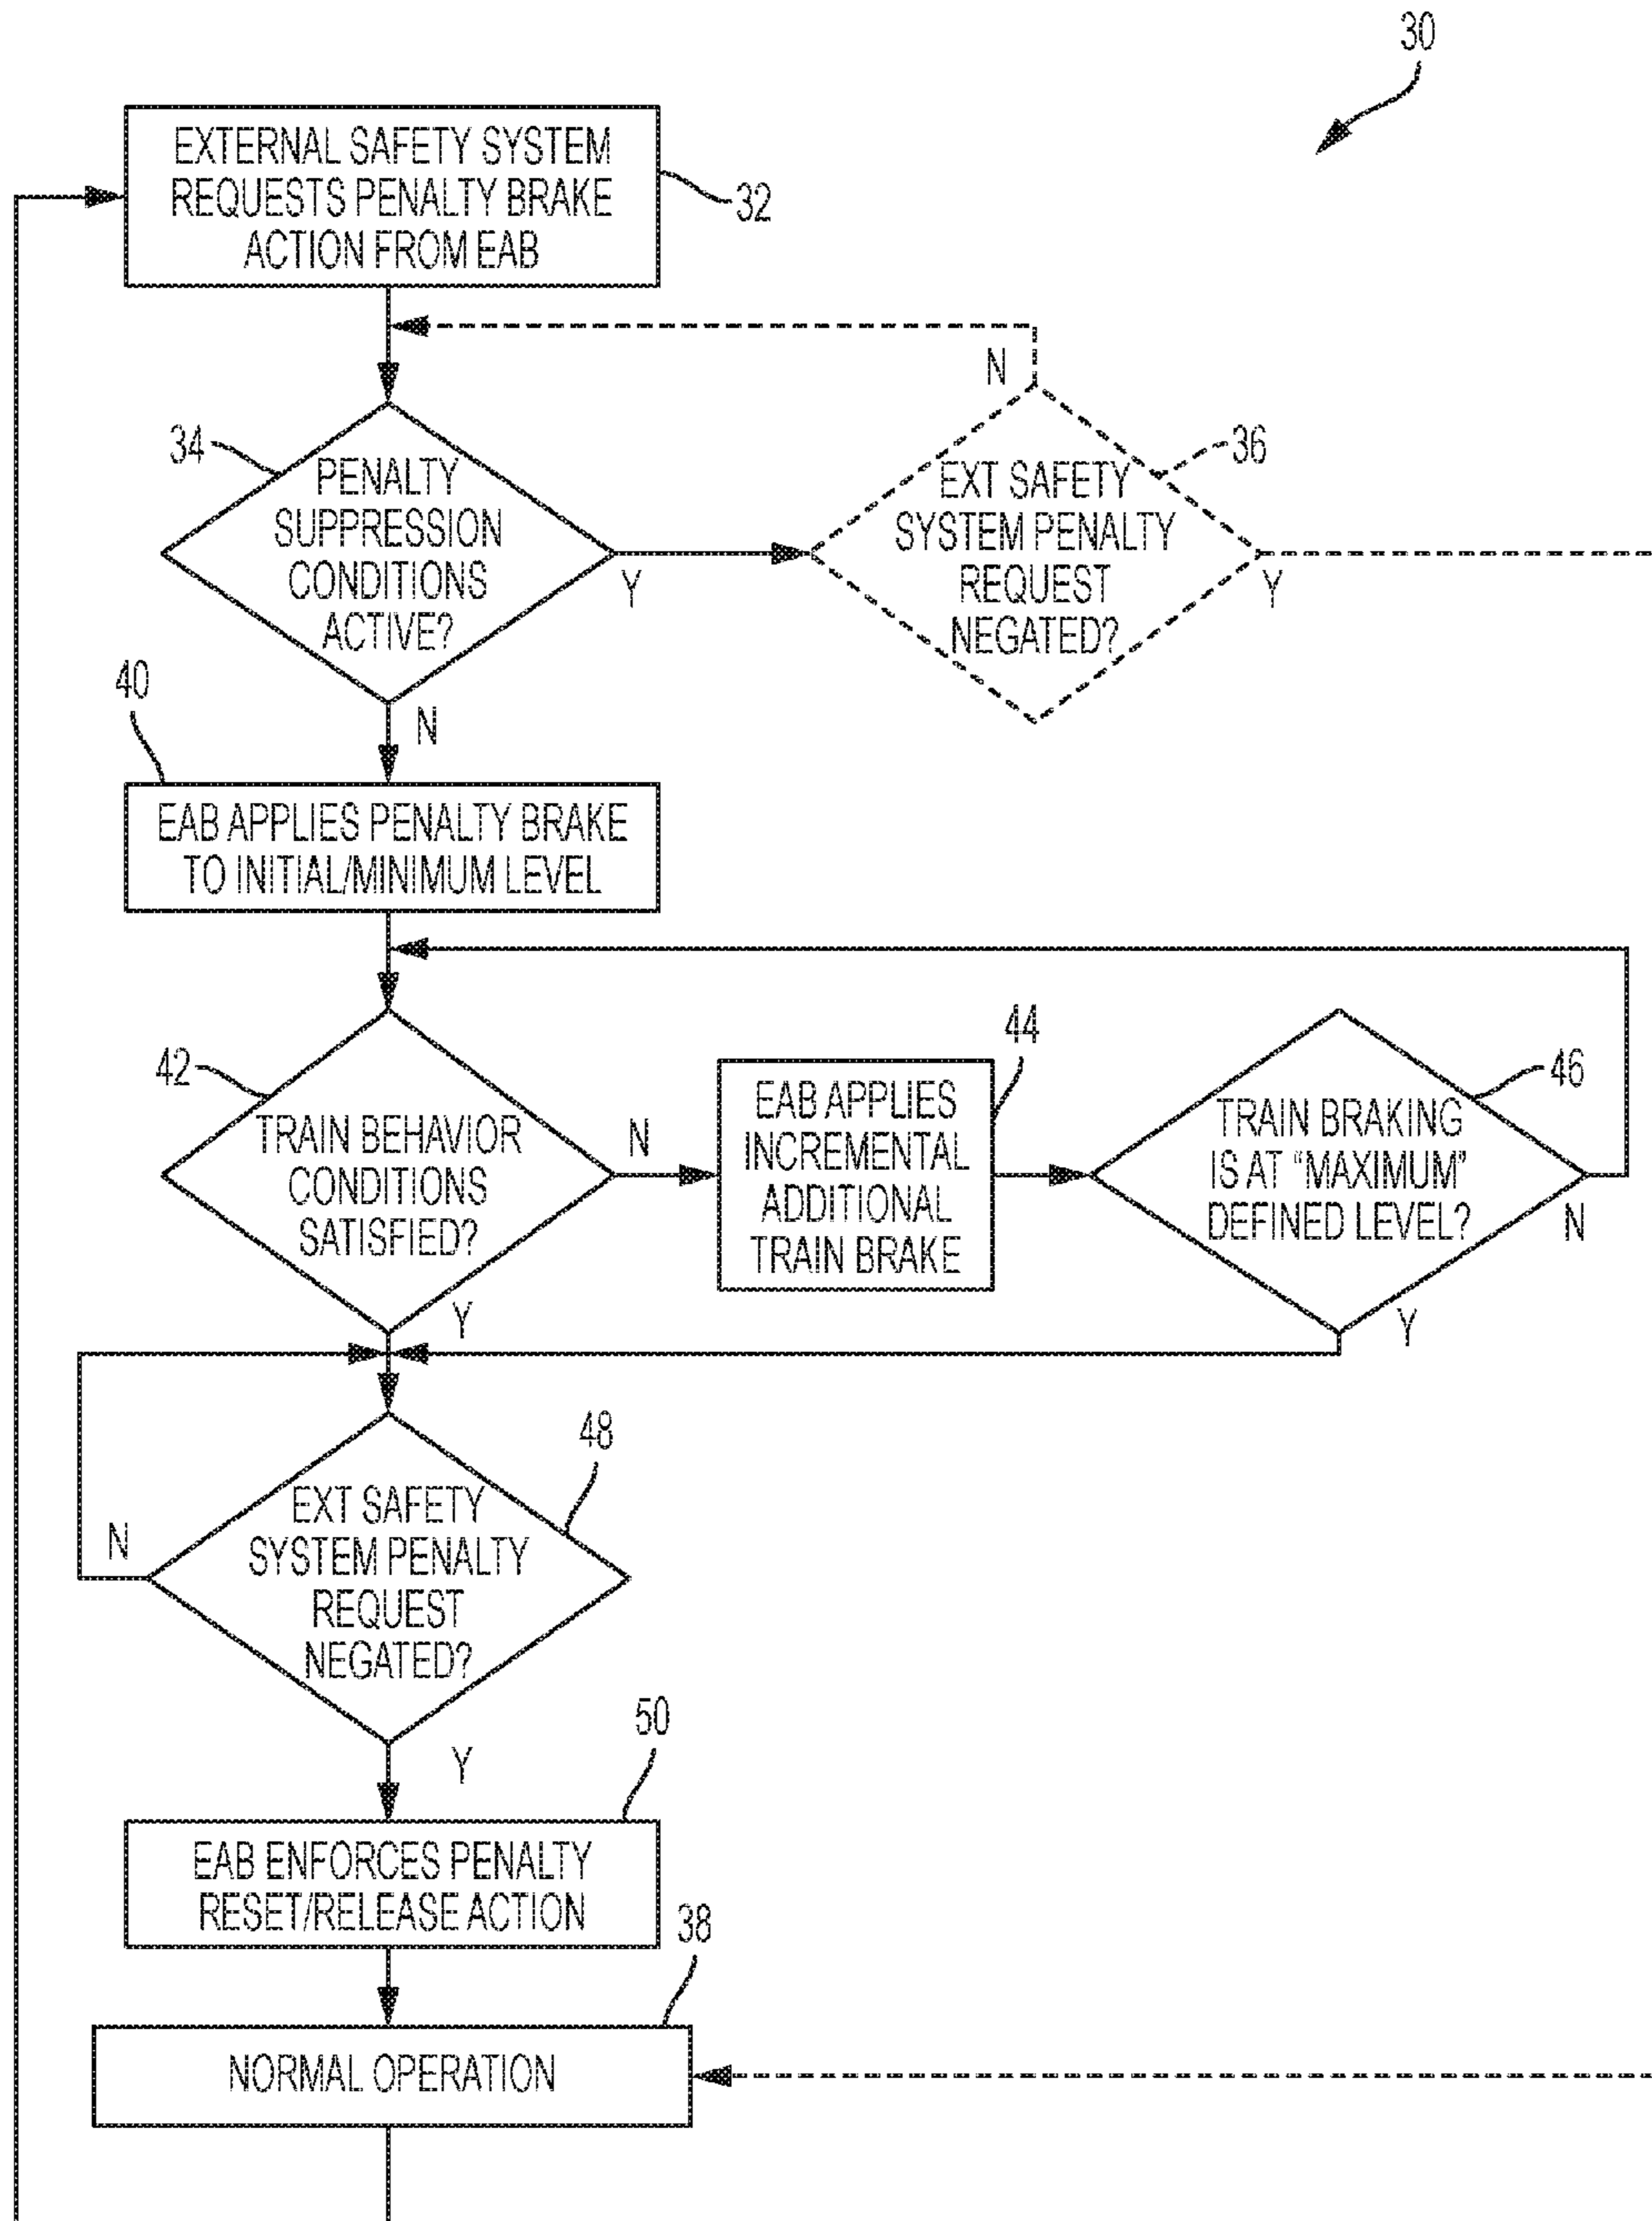 30
EXTERNAL SAFETY SYSTEM
REQUESTS PENALTY BRAKE
ACTION FROM EAB
32
N
34
PENALTY
SUPPRESSION
CONDITIONS
ACTIVE?
Y
N
36
EXT SAFETY
SYSTEM PENALTY
REQUEST
NEGATED?
Y
40
EAB APPLIES PENALTY BRAKE
TO INITIAL/MINIMUM LEVEL
42
TRAIN BEHAVIOR
CONDITIONS
SATISFIED?
N
Y
44
EAB APPLIES
INCREMENTAL
ADDITIONAL
TRAIN BRAKE
46
TRAIN BRAKING
IS AT "MAXIMUM"
DEFINED LEVEL?
N
Y
48
EXT SAFETY
SYSTEM PENALTY
REQUEST
NEGATED?
N
Y
50
EAB ENFORCES PENALTY
RESET/RELEASE ACTION
38
NORMAL OPERATION